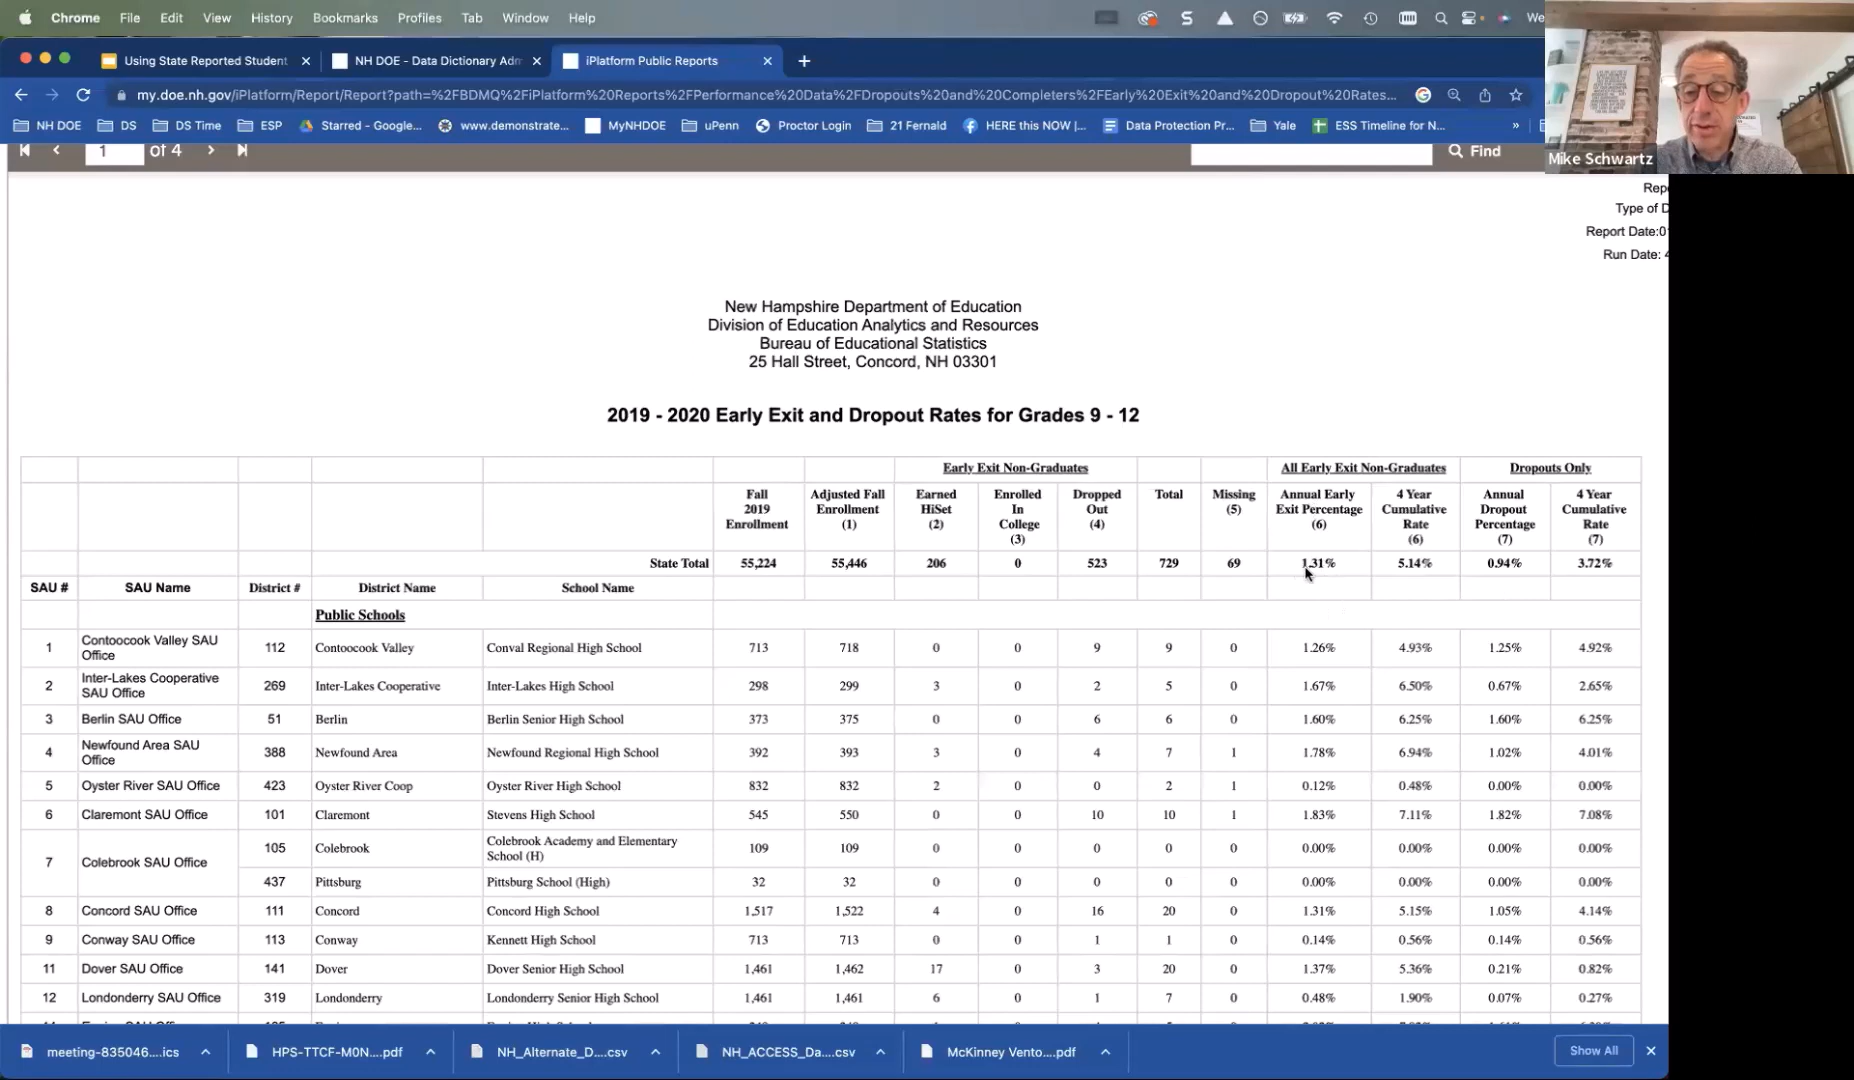 Chrome File Edit View History Bookmarks Profiles Tab Window Help We
Using State Reported Student NH DOE - Data Dictionary Adm iPlatform Public Reports
my.doe.nh.gov/iPlatform/Report/Report?path=%2FBDMQ%2FiPlatform%20Reports%2FPerformance%20Data%2FDropouts%20and%20Completers%2FEarly%20Exit%20and%20Dropout%20Rates...
NH DOE DS DS Time ESP Starred - Google... www.demonstrate... MyNHDOE uPenn Proctor Login 21 Fernald HERE this NOW |... Data Protection Pr... Yale ESS Timeline for N... »
1 of 4 Find
Mike Schwartz
Repo
Type of D
Report Date:01
Run Date: 4
New Hampshire Department of Education
Division of Education Analytics and Resources
Bureau of Educational Statistics
25 Hall Street, Concord, NH 03301
2019 - 2020 Early Exit and Dropout Rates for Grades 9 - 12
Early Exit Non-Graduates All Early Exit Non-Graduates Dropouts Only
Fall Adjusted Fall Earned Enrolled Dropped Total Missing Annual Early 4 Year Annual 4 Year
2019 Enrollment HiSet In Out (5) Exit Percentage Cumulative Dropout Cumulative
Enrollment (1) (2) College (4) (6) Rate Percentage Rate
(3) (6) (7) (7)
State Total 55,224 55,446 206 0 523 729 69 1.31% 5.14% 0.94% 3.72%
SAU # SAU Name District # District Name School Name
Public Schools
1 Contoocook Valley SAU Office 112 Contoocook Valley Conval Regional High School 713 718 0 0 9 9 0 1.26% 4.93% 1.25% 4.92%
2 Inter-Lakes Cooperative SAU Office 269 Inter-Lakes Cooperative Inter-Lakes High School 298 299 3 0 2 5 0 1.67% 6.50% 0.67% 2.65%
3 Berlin SAU Office 51 Berlin Berlin Senior High School 373 375 0 0 6 6 0 1.60% 6.25% 1.60% 6.25%
4 Newfound Area SAU Office 388 Newfound Area Newfound Regional High School 392 393 3 0 4 7 1 1.78% 6.94% 1.02% 4.01%
5 Oyster River SAU Office 423 Oyster River Coop Oyster River High School 832 832 2 0 0 2 1 0.12% 0.48% 0.00% 0.00%
6 Claremont SAU Office 101 Claremont Stevens High School 545 550 0 0 10 10 1 1.83% 7.11% 1.82% 7.08%
7 Colebrook SAU Office 105 Colebrook Colebrook Academy and Elementary School (H) 109 109 0 0 0 0 0 0.00% 0.00% 0.00% 0.00%
437 Pittsburg Pittsburg School (High) 32 32 0 0 0 0 0 0.00% 0.00% 0.00% 0.00%
8 Concord SAU Office 111 Concord Concord High School 1,517 1,522 4 0 16 20 0 1.31% 5.15% 1.05% 4.14%
9 Conway SAU Office 113 Conway Kennett High School 713 713 0 0 1 1 0 0.14% 0.56% 0.14% 0.56%
11 Dover SAU Office 141 Dover Dover Senior High School 1,461 1,462 17 0 3 20 0 1.37% 5.36% 0.21% 0.82%
12 Londonderry SAU Office 319 Londonderry Londonderry Senior High School 1,461 1,461 6 0 1 7 0 0.48% 1.90% 0.07% 0.27%
meeting-835046....ics HPS-TTCF-M0N....pdf NH_Alternate_D....csv NH_ACCESS_Da....csv McKinney Vento....pdf Show All